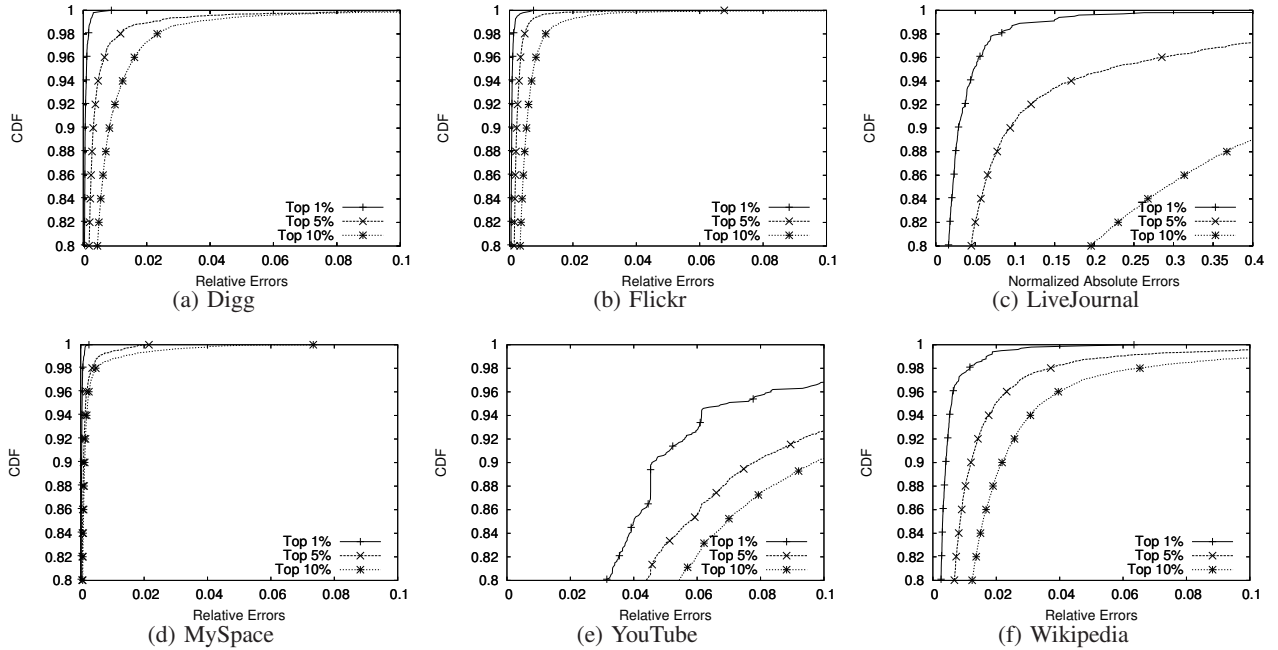 1
0.98
0.96
0.94
0.92
0.9
0.88
0.86
0.84
0.82
0.8
CDF
0 0.02 0.04 0.06 0.08 0.1
Relative Errors
Top 1%
Top 5%
Top 10%
(a) Digg
1
0.98
0.96
0.94
0.92
0.9
0.88
0.86
0.84
0.82
0.8
CDF
0 0.02 0.04 0.06 0.08 0.1
Relative Errors
Top 1%
Top 5%
Top 10%
(b) Flickr
1
0.98
0.96
0.94
0.92
0.9
0.88
0.86
0.84
0.82
0.8
CDF
0 0.05 0.1 0.15 0.2 0.25 0.3 0.35 0.4
Normalized Absolute Errors
Top 1%
Top 5%
Top 10%
(c) LiveJournal
1
0.98
0.96
0.94
0.92
0.9
0.88
0.86
0.84
0.82
0.8
CDF
0 0.02 0.04 0.06 0.08 0.1
Relative Errors
Top 1%
Top 5%
Top 10%
(d) MySpace
1
0.98
0.96
0.94
0.92
0.9
0.88
0.86
0.84
0.82
0.8
CDF
0 0.02 0.04 0.06 0.08 0.1
Relative Errors
Top 1%
Top 5%
Top 10%
(e) YouTube
1
0.98
0.96
0.94
0.92
0.9
0.88
0.86
0.84
0.82
0.8
CDF
0 0.02 0.04 0.06 0.08 0.1
Relative Errors
Top 1%
Top 5%
Top 10%
(f) Wikipedia